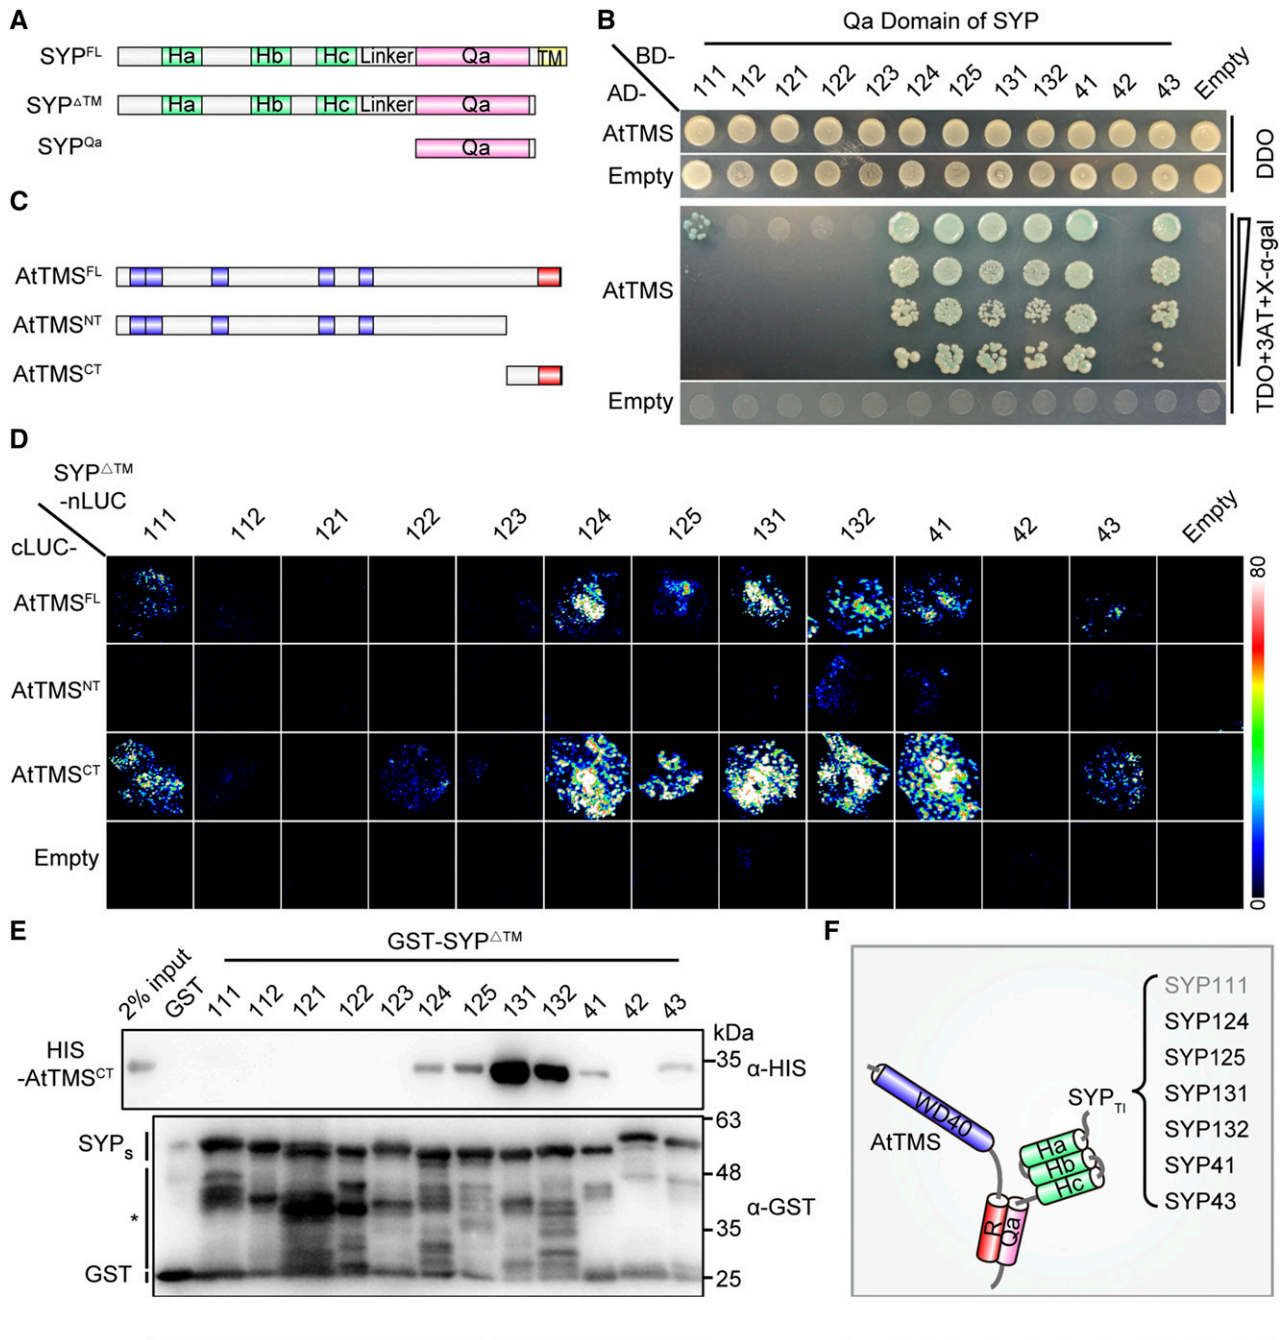 A
SYP^FL Ha Hb Hc Linker Qa TM
SYP^△TM Ha Hb Hc Linker Qa
SYP^Qa Qa
B
Qa Domain of SYP
BD-
AD-
111 112 121 122 123 124 125 131 132 41 42 43 Empty
AtTMS
Empty
DDO
AtTMS
Empty
TDO+3AT+X-α-gal
C
AtTMS^FL
AtTMS^NT
AtTMS^CT
D
SYP^△TM
-nLUC
cLUC-
111 112 121 122 123 124 125 131 132 41 42 43 Empty
AtTMS^FL
AtTMS^NT
AtTMS^CT
Empty
80
0
E
GST-SYP^△TM
2% input GST 111 112 121 122 123 124 125 131 132 41 42 43
kDa
HIS
-AtTMS^CT
35 α-HIS
63
SYPs
48
*
α-GST
35
GST
25
F
SYP111
SYP124
SYP125
SYP131
SYP132
SYP41
SYP43
SYP_TI
WD40
AtTMS
Ha
Hb
Hc
R
Qa